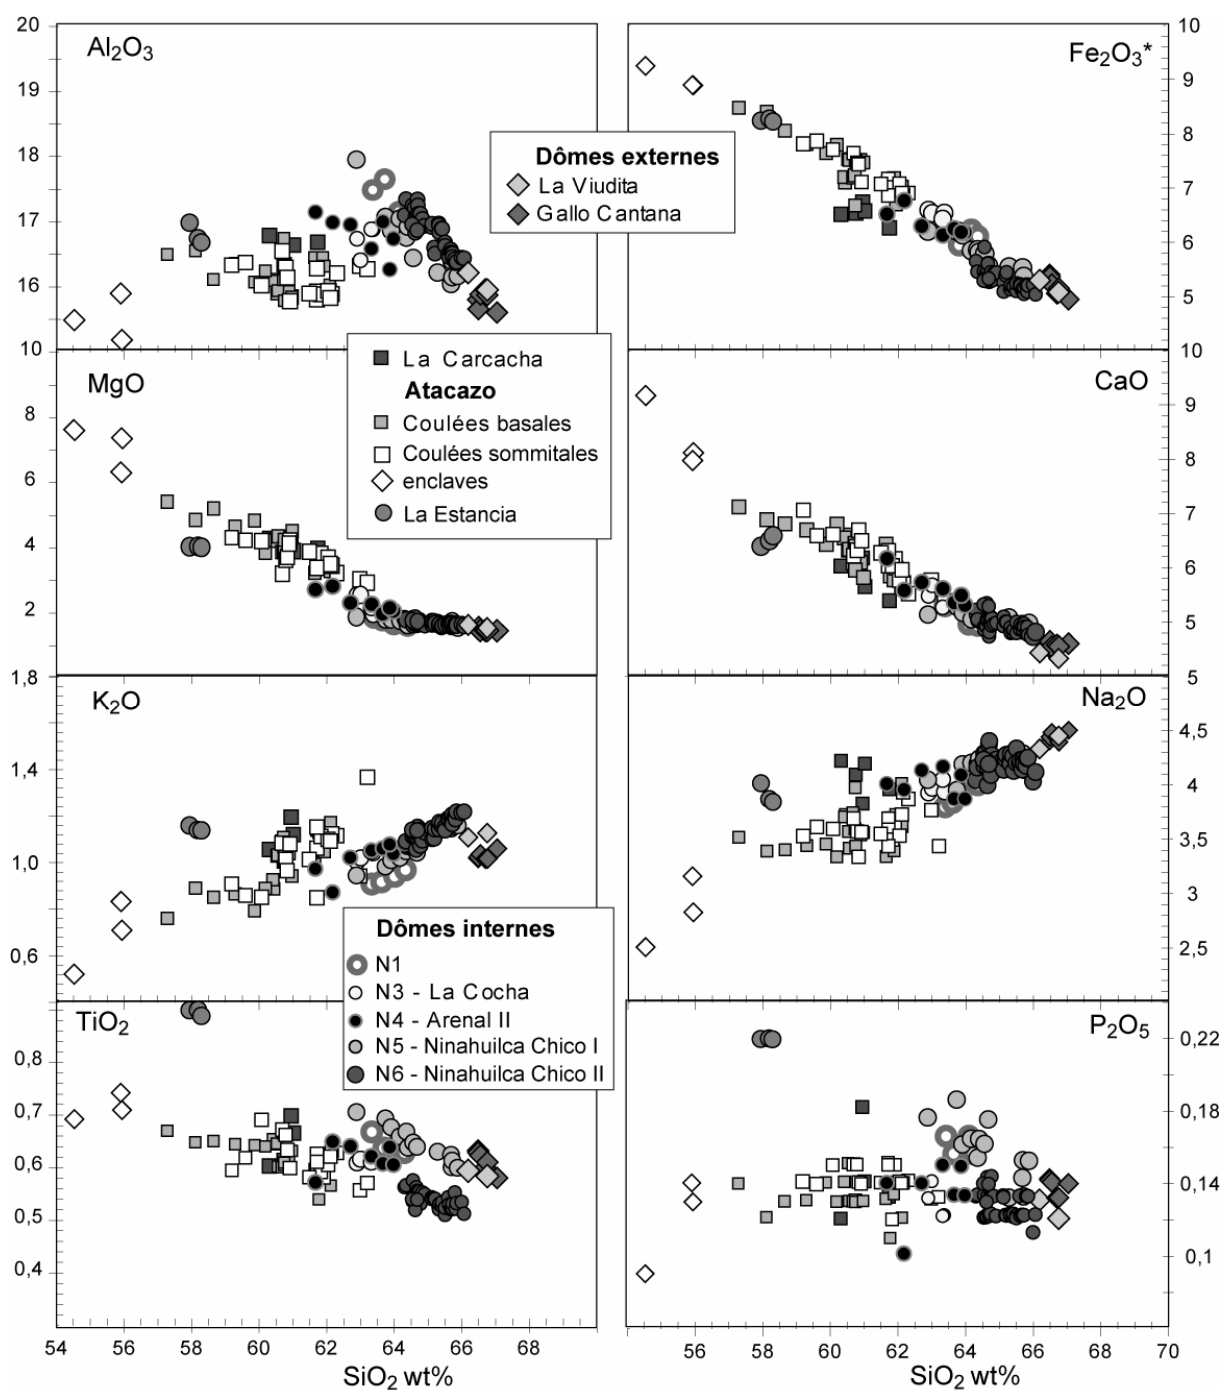 20
19
18
17
16
10
Al2O3
10
9
8
7
6
5
10
Fe2O3*
Dômes externes
La Viudita
Gallo Cantana
MgO
8
6
4
2
1,8
La Carcacha
Atacazo
Coulées basales
Coulées sommitales
enclaves
La Estancia
CaO
9
8
7
6
5
4
5
K2O
1,4
1,0
0,6
Na2O
4,5
4
3,5
3
2,5
Dômes internes
N1
N3 - La Cocha
N4 - Arenal II
N5 - Ninahuilca Chico I
N6 - Ninahuilca Chico II
TiO2
0,8
0,7
0,6
0,5
0,4
P2O5
0,22
0,18
0,14
0,1
54 56 58 60 62 64 66
SiO2 wt%
58 60 62 64 66 68 70
SiO2 wt%